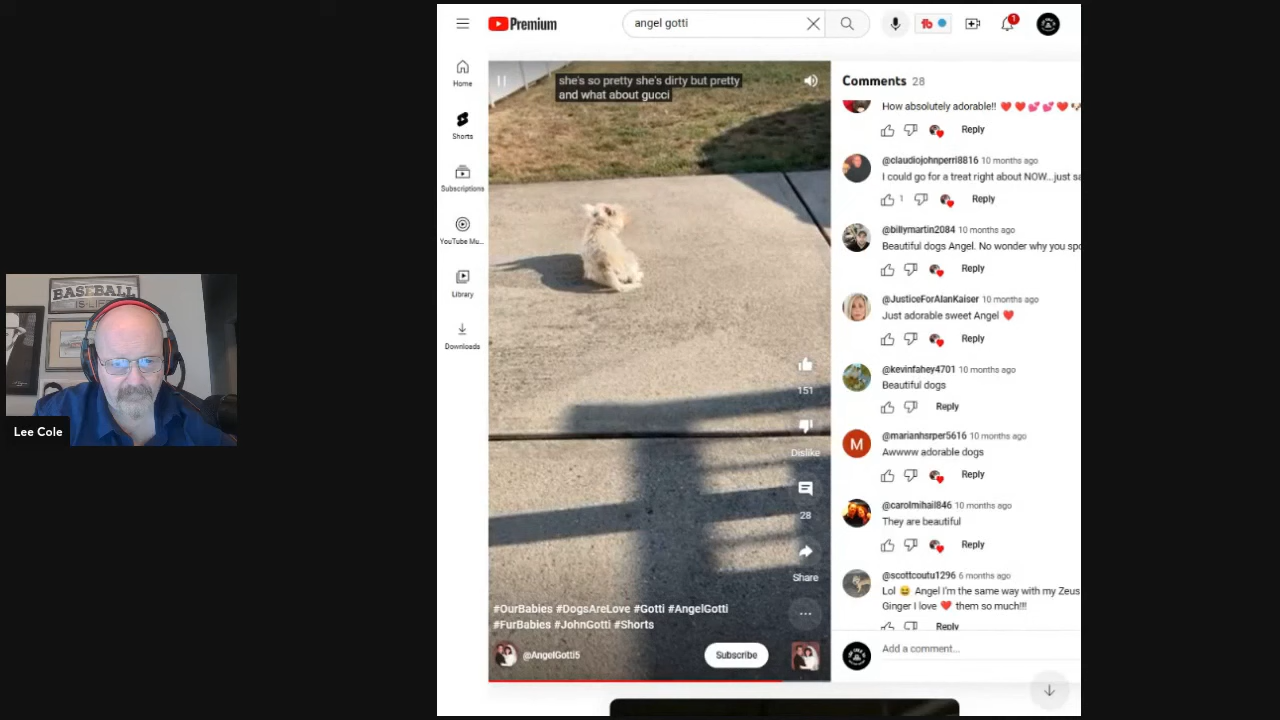 Premium
angel gotti
1
Home
Shorts
Subscriptions
YouTube Mu...
Library
Downloads
she's so pretty she's dirty but pretty
and what about gucci
151
Dislike
28
Share
#OurBabies #DogsAreLove #Gotti #AngelGotti
#FurBabies #JohnGotti #Shorts
@AngelGotti5
Subscribe
Comments 28
How absolutely adorable!!
Reply
@claudiojohnperri8816 10 months ago
I could go for a treat right about NOW...just sa
1
Reply
@billymartin2084 10 months ago
Beautiful dogs Angel. No wonder why you spo
Reply
@JusticeForAlanKaiser 10 months ago
Just adorable sweet Angel ❤️
Reply
@kevinfahey4701 10 months ago
Beautiful dogs
Reply
M
@marianhsrper5616 10 months ago
Awwww adorable dogs
Reply
@carolmihail846 10 months ago
They are beautiful
Reply
@scottcoutu1296 6 months ago
Lol 😄 Angel I'm the same way with my Zeus
Ginger I love ❤️ them so much!!!
Reply
Add a comment...
BASEBALL
IS LIFE
Lee Cole